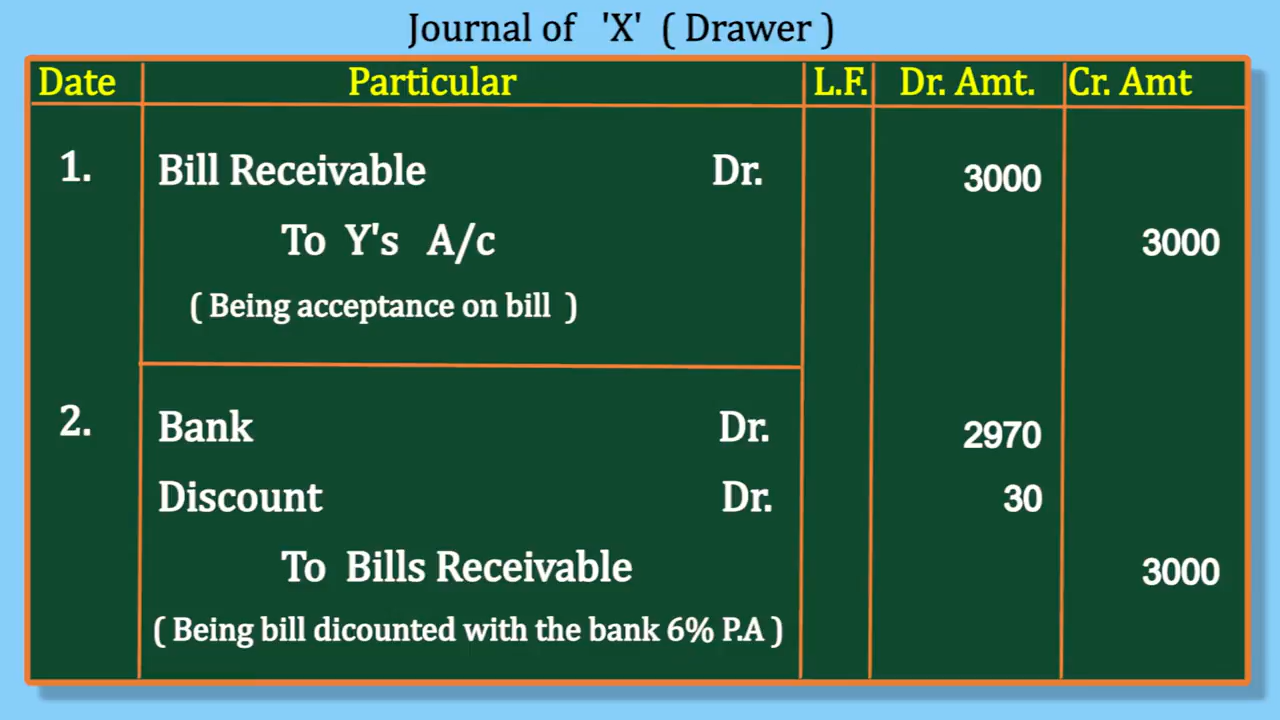 Journal of 'X' ( Drawer )
Date Particular L.F. Dr. Amt. Cr. Amt
1. Bill Receivable Dr. 3000
To Y's A/c 3000
( Being acceptance on bill )
2. Bank Dr. 2970
Discount Dr. 30
To Bills Receivable 3000
( Being bill dicounted with the bank 6% P.A )